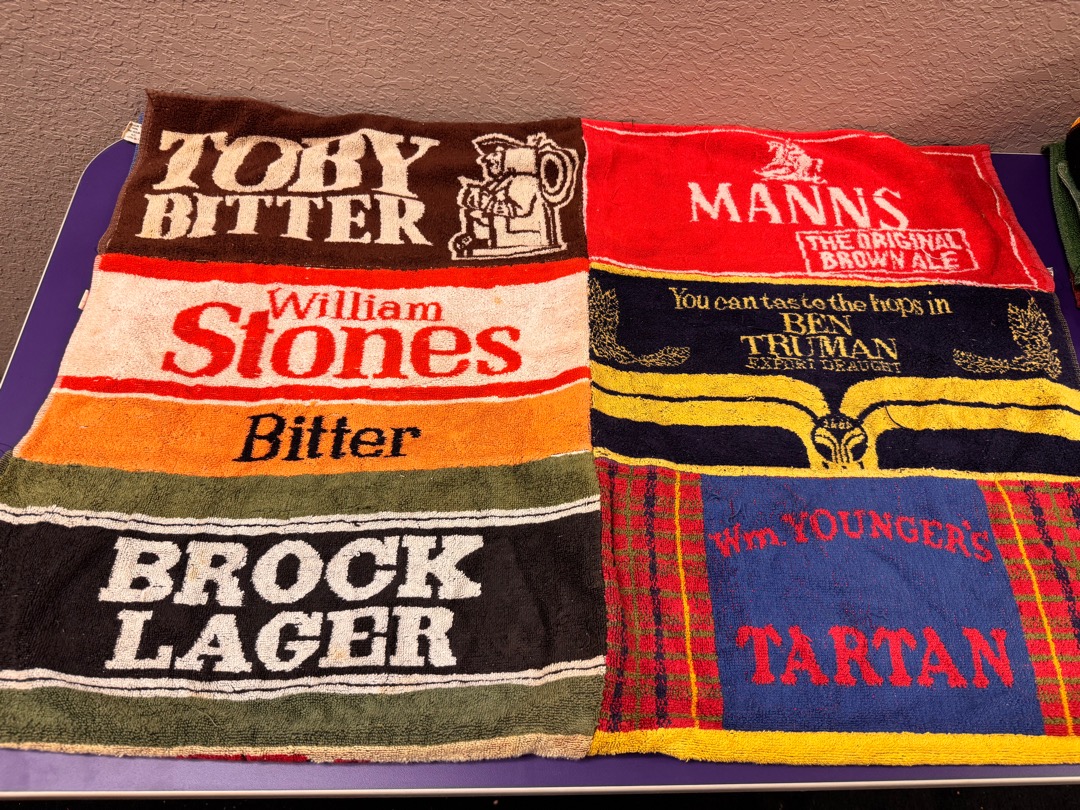 TOBY
BITTER
William
Stones
Bitter
BROCK
LAGER
MANNS
THE ORIGINAL
BROWN ALE
You can taste the hops in
BEN
TRUMAN
EXPORT DRAUGHT
Wm YOUNGER's
TARTAN